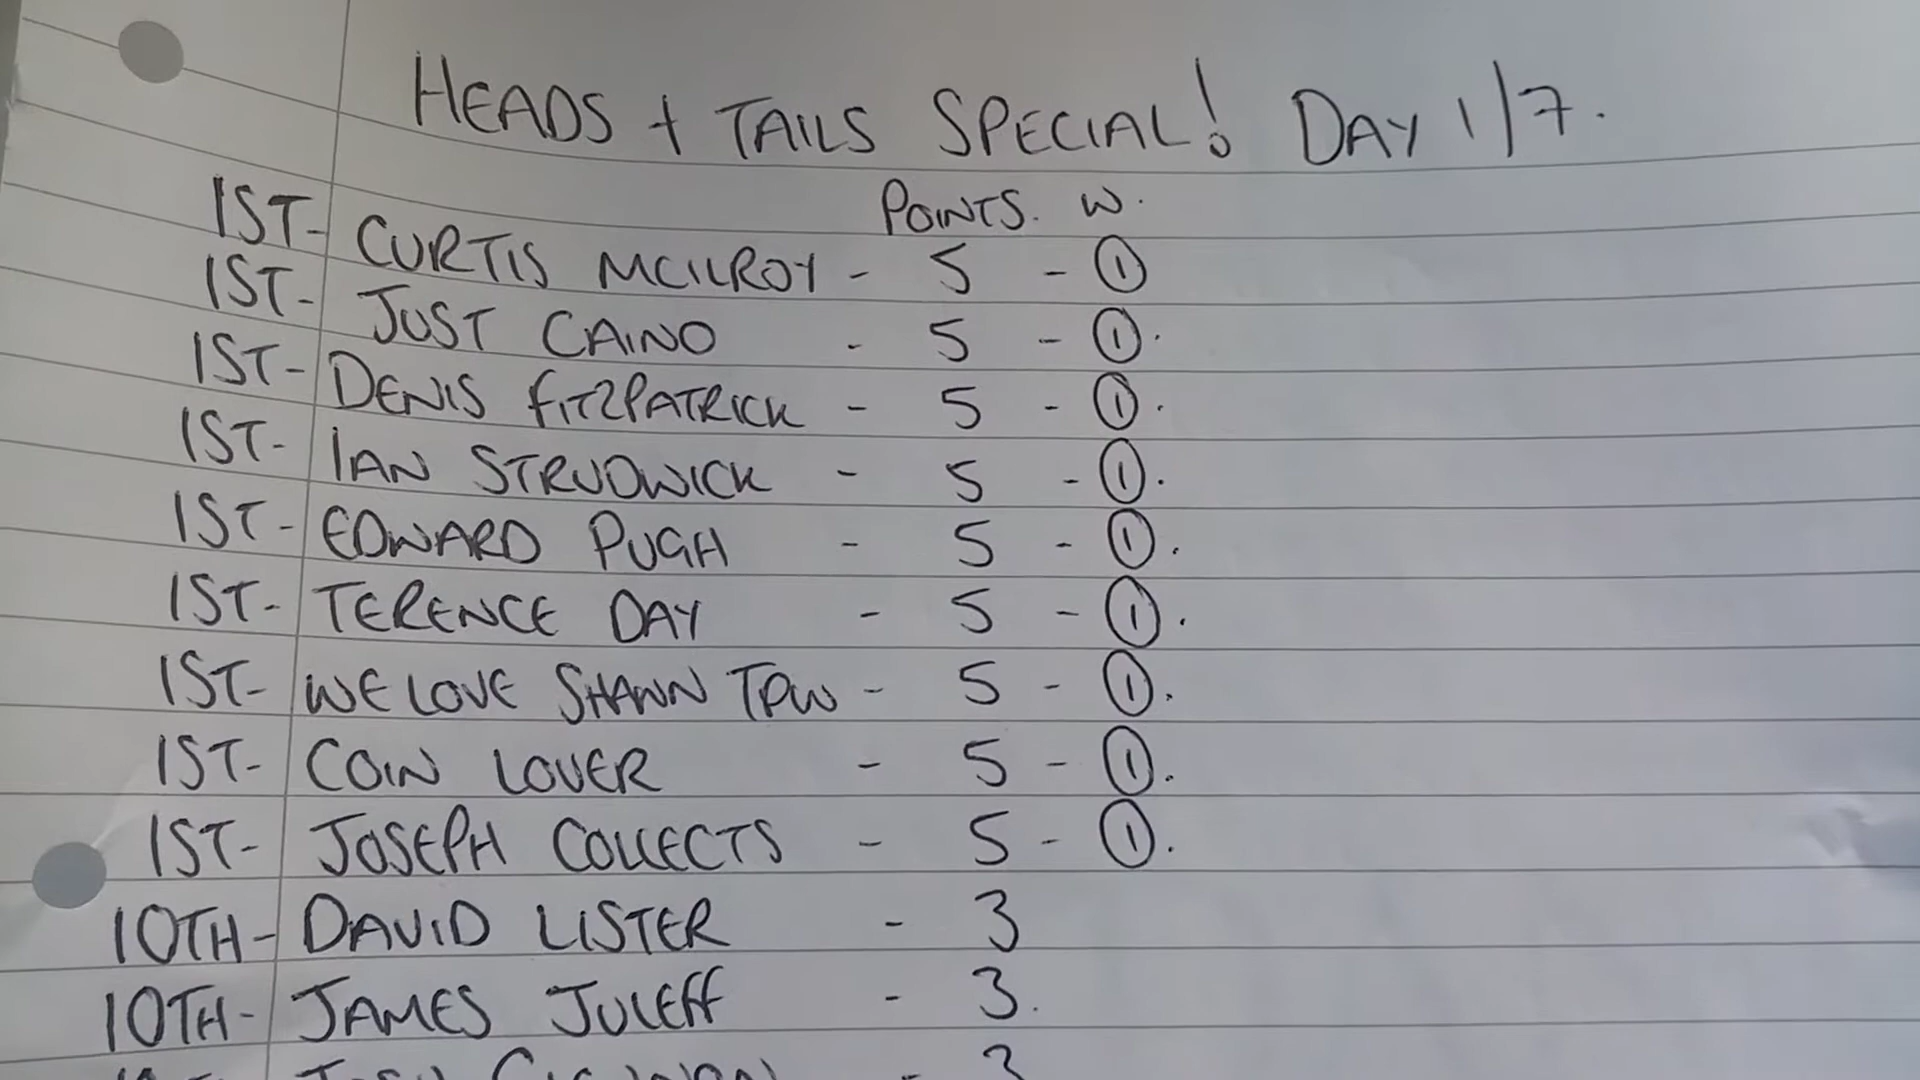 HEADS + TAILS SPECIAL! DAY 1/7.
POINTS. W.
1ST- CURTIS MCILROY - 5 - 1
1ST- JUST CAINO - 5 - 1.
1ST- DENIS FITZPATRICK - 5 - 1.
1ST- IAN STRUDWICK - 5 - 1.
1ST- EDWARD PUGH - 5 - 1.
1ST- TERENCE DAY - 5 - 1.
1ST- WE LOVE SHAWN TPW - 5 - 1.
1ST- COIN LOVER - 5 - 1.
1ST- JOSEPH COLLECTS - 5 - 1.
10TH- DAVID LISTER - 3
10TH- JAMES JULEFF - 3.